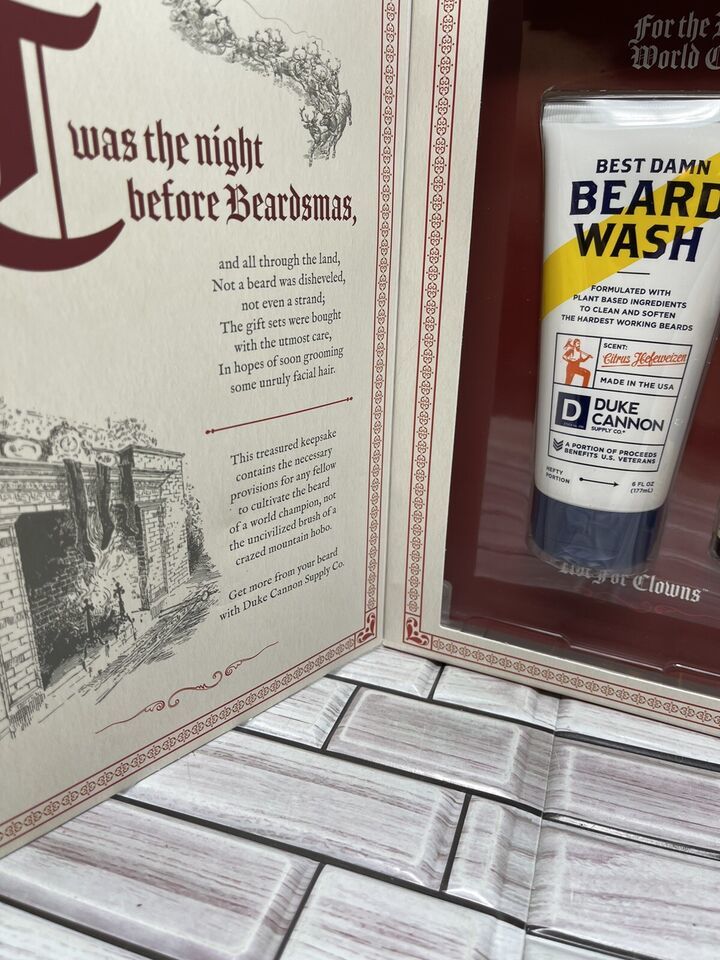 Twas the night
before Beardsmas,
and all through the land,
Not a beard was disheveled,
not even a strand;
The gift sets were bought
with the utmost care,
In hopes of soon grooming
some unruly facial hair.
This treasured keepsake
contains the necessary
provisions for any fellow
to cultivate the beard
of a world champion, not
the uncivilized brush of a
crazed mountain hobo.
Get more from your beard
with Duke Cannon Supply Co.
For the
World
BEST DAMN
BEARD
WASH
FORMULATED WITH
PLANT BASED INGREDIENTS
TO CLEAN AND SOFTEN
THE HARDEST WORKING BEARDS
SCENT:
Citrus Hefeweizen
MADE IN THE USA
D
DUKE
CANNON
SUPPLY CO.
A PORTION OF PROCEEDS
BENEFITS U.S. VETERANS
HEFTY
PORTION
6 FL OZ
(177mL)
Not For Clowns™